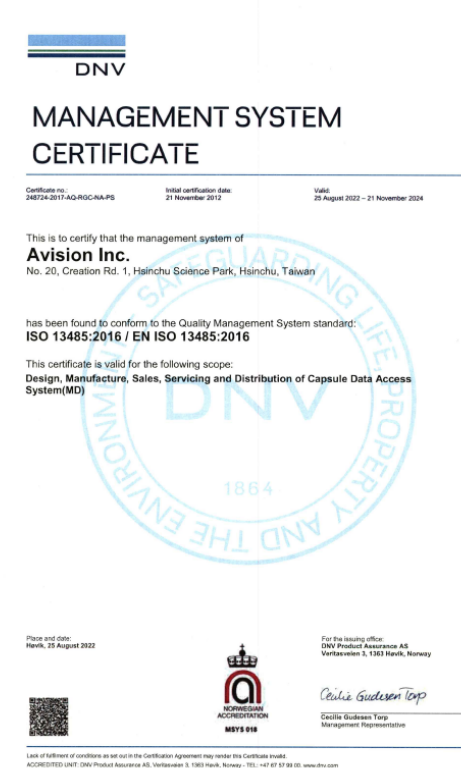 DNV
MANAGEMENT SYSTEM
CERTIFICATE
Certificate no.:
248724-2017-AQ-RGC-NA-PS
Initial certification date:
21 November 2012
Valid:
25 August 2022 – 21 November 2024
This is to certify that the management system of
Avision Inc.
No. 20, Creation Rd. 1, Hsinchu Science Park, Hsinchu, Taiwan
has been found to conform to the Quality Management System standard:
ISO 13485:2016 / EN ISO 13485:2016
This certificate is valid for the following scope:
Design, Manufacture, Sales, Servicing and Distribution of Capsule Data Access
System(MD)
SAFEGUARDING LIFE, PROPERTY AND THE ENVIRONMENT
DNV
1864
Place and date:
Høvik, 25 August 2022
NORWEGIAN
ACCREDITATION
MSYS 018
For the issuing office:
DNV Product Assurance AS
Veritasveien 3, 1363 Høvik, Norway
Cecilie Gudesen Torp
Cecilie Gudesen Torp
Management Representative
Lack of fulfilment of conditions as set out in the Certification Agreement may render this Certificate invalid.
ACCREDITED UNIT: DNV Product Assurance AS, Veritasveien 3, 1363 Høvik, Norway - TEL: +47 67 57 99 00. www.dnv.com